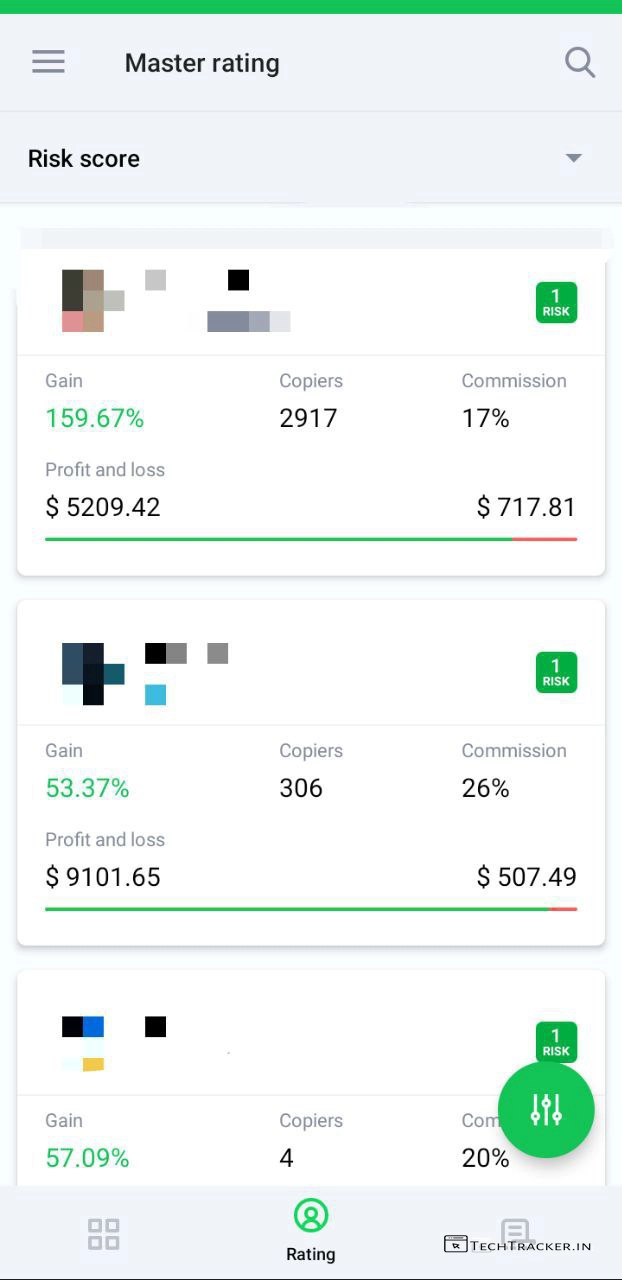 Master rating
Risk score
1
RISK
Gain Copiers Commission
159.67% 2917 17%
Profit and loss
$ 5209.42 $ 717.81
1
RISK
Gain Copiers Commission
53.37% 306 26%
Profit and loss
$ 9101.65 $ 507.49
1
RISK
Gain Copiers Com
57.09% 4 20%
Rating
TECHTRACKER.IN